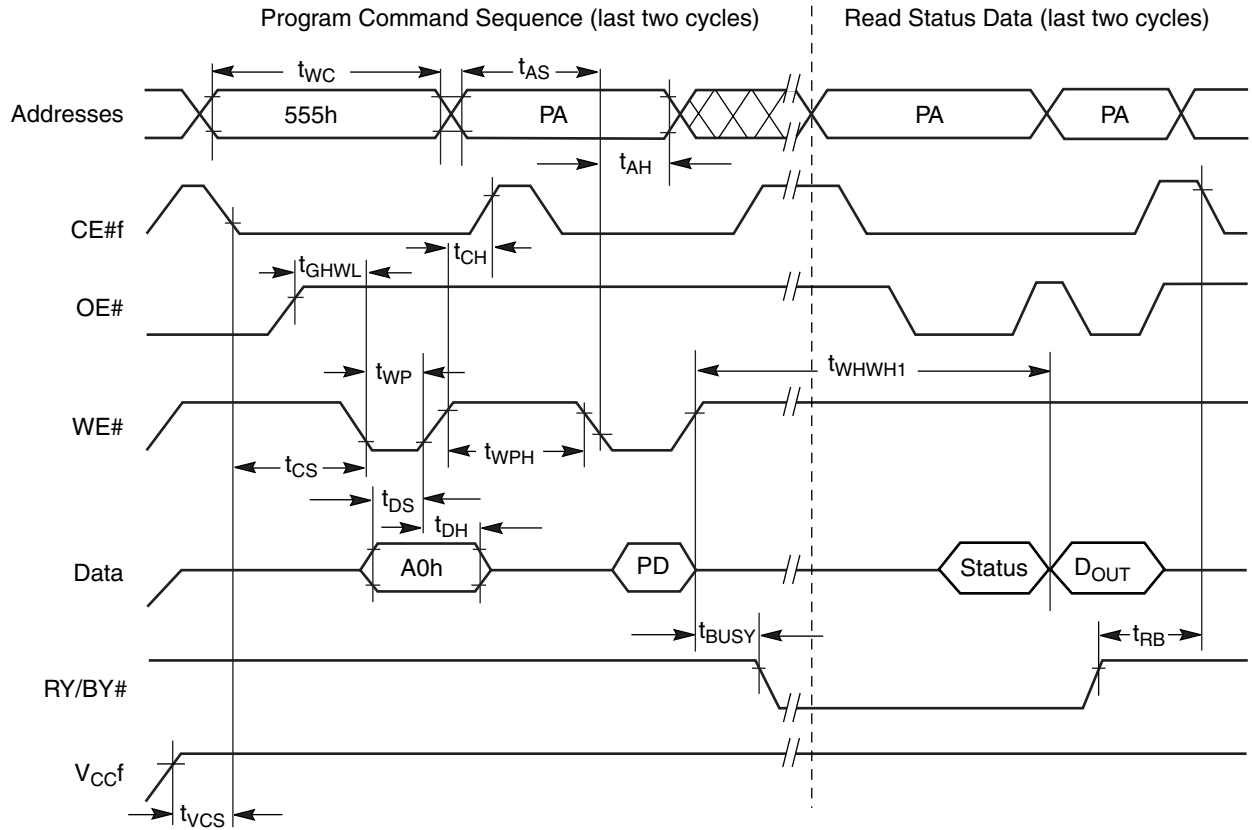 Program Command Sequence (last two cycles)
Read Status Data (last two cycles)
tWC
tAS
Addresses
555h
PA
PA
PA
tAH
CE#f
tCH
tGHWL
OE#
tWP
tWHWH1
WE#
tCS
tWPH
tDS
tDH
Data
A0h
PD
Status
DOUT
tBUSY
tRB
RY/BY#
VCCf
tVCS